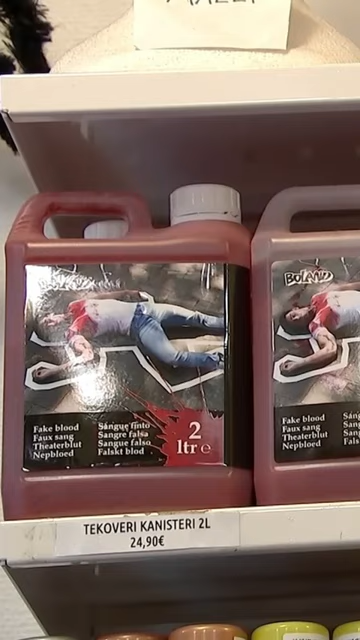 BOLAND
Fake blood
Faux sang
Theaterblut
Nepbloed
Sangue finto
Sangre falsa
Sangue falso
Falskt blod
2
ltr e
Fake blood
Faux sang
Theaterblut
Nepbloed
TEKOVERI KANISTERI 2L
24,90€